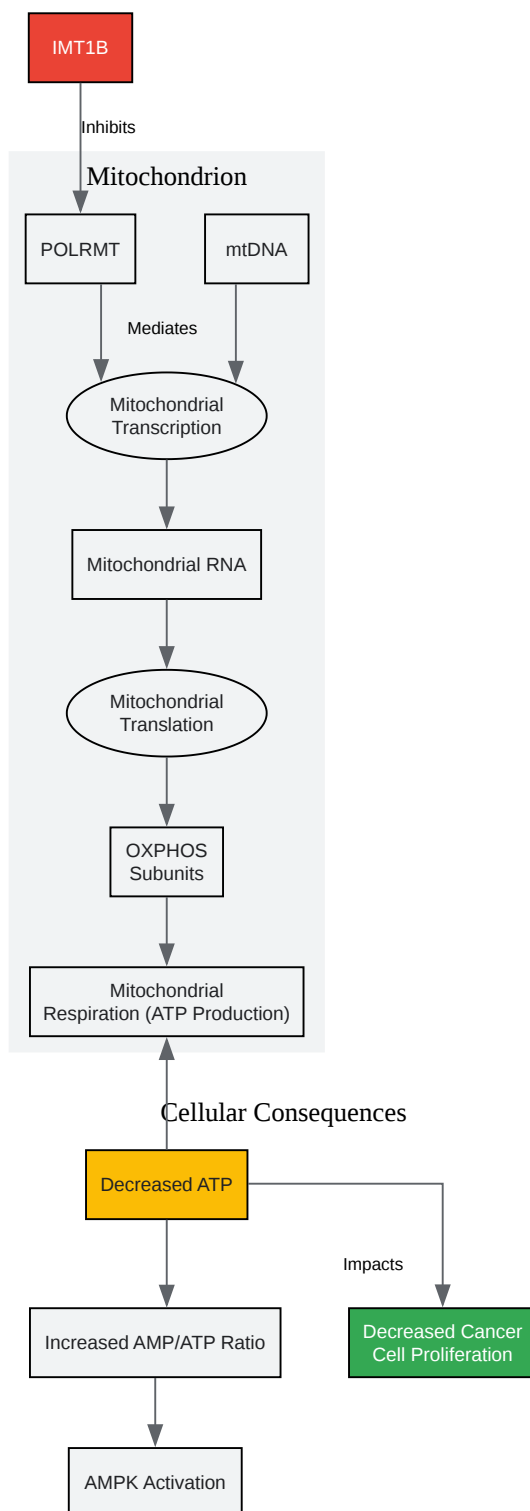 IMT1B
Inhibits
Mitochondrion
POLRMT
mtDNA
Mediates
Mitochondrial
Transcription
Mitochondrial RNA
Mitochondrial
Translation
OXPHOS
Subunits
Mitochondrial
Respiration (ATP Production)
Cellular Consequences
Decreased ATP
Impacts
Increased AMP/ATP Ratio
Decreased Cancer
Cell Proliferation
AMPK Activation